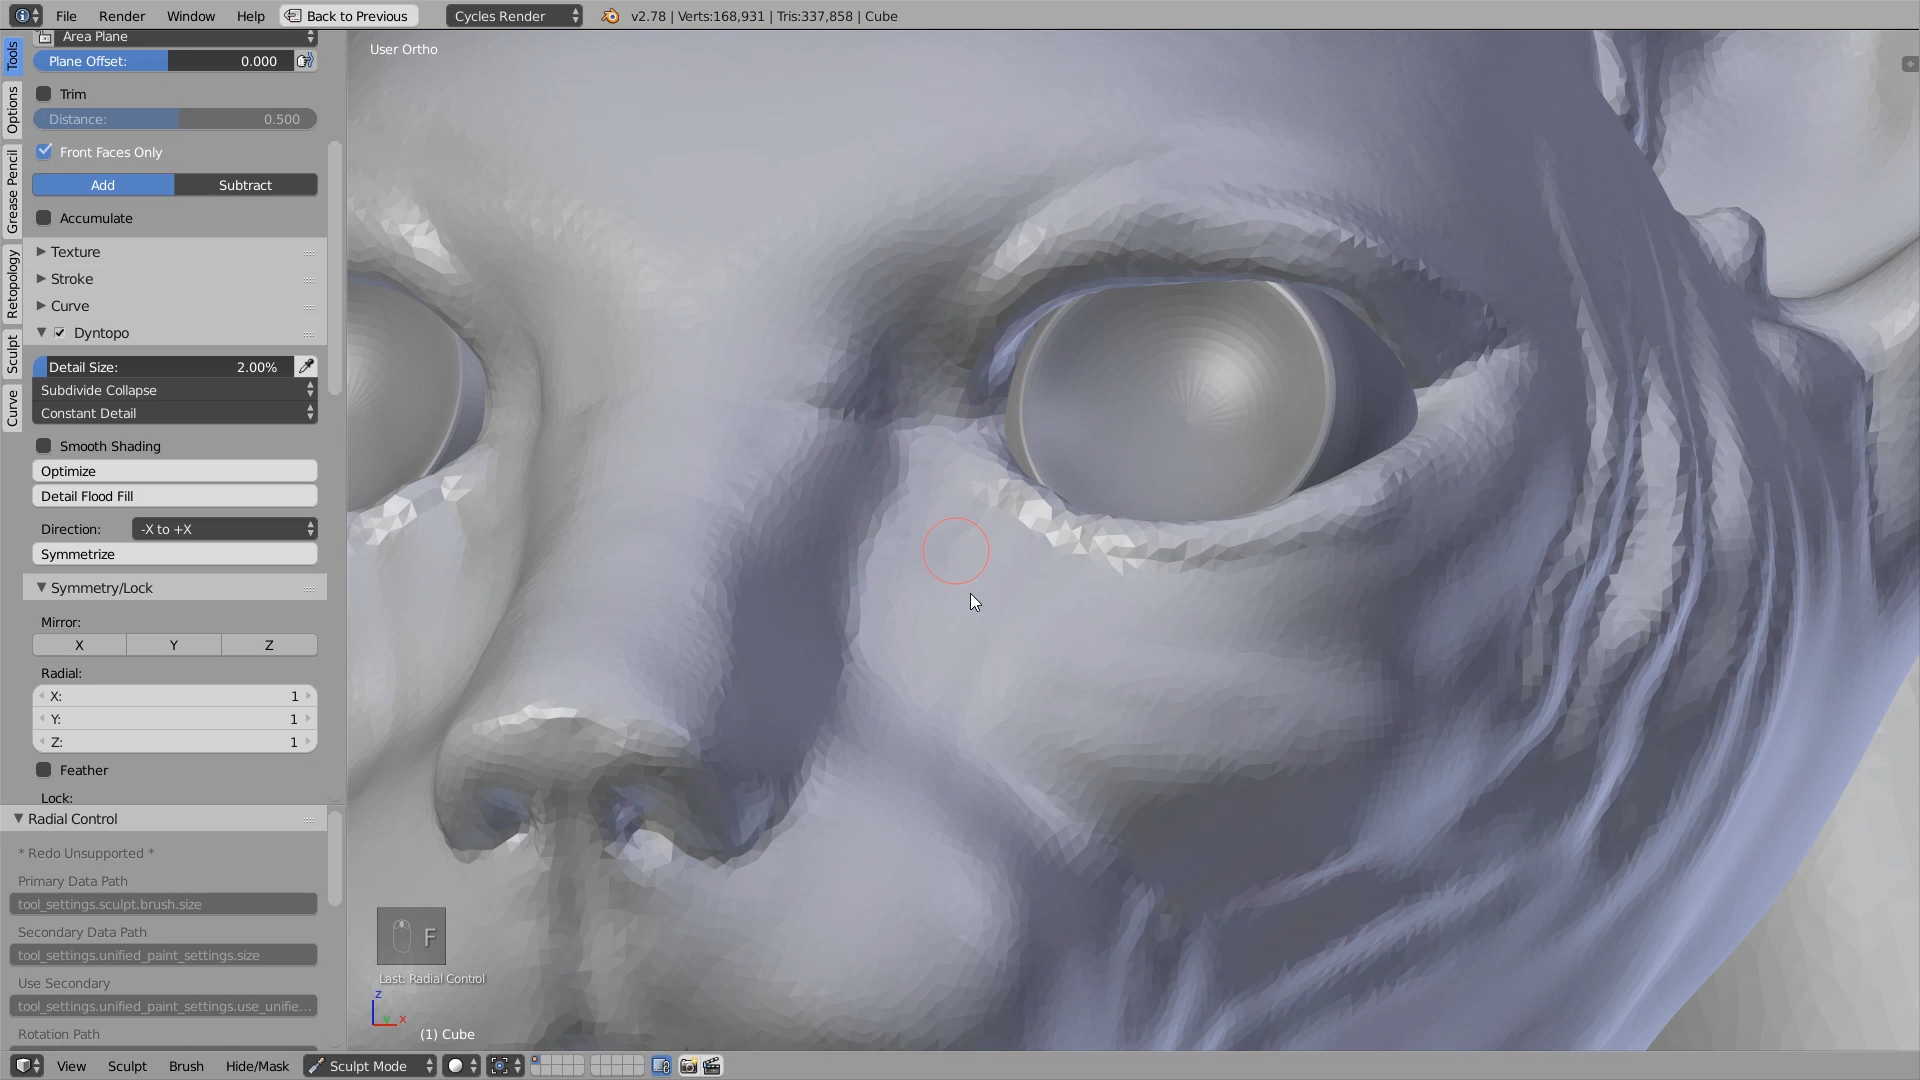 File Render Window Help Back to Previous Cycles Render v2.78 | Verts:168,931 | Tris:337,858 | Cube
Area Plane
User Ortho
Plane Offset: 0.000
Trim
Distance: 0.500
Front Faces Only
Add Subtract
Accumulate
Texture
Stroke
Curve
Dyntopo
Detail Size: 2.00%
Subdivide Collapse
Constant Detail
Smooth Shading
Optimize
Detail Flood Fill
Direction: -X to +X
Symmetrize
Symmetry/Lock
Mirror:
X Y Z
Radial:
X: 1
Y: 1
Z: 1
Feather
Lock:
Tools
Options
Grease Pencil
Retopology
Sculpt
Curve
Radial Control
* Redo Unsupported *
Primary Data Path
tool_settings.sculpt.brush.size
Secondary Data Path
tool_settings.unified_paint_settings.size
Use Secondary
tool_settings.unified_paint_settings.use_unifie...
Rotation Path
F
Last: Radial Control
z
y x
(1) Cube
View Sculpt Brush Hide/Mask Sculpt Mode